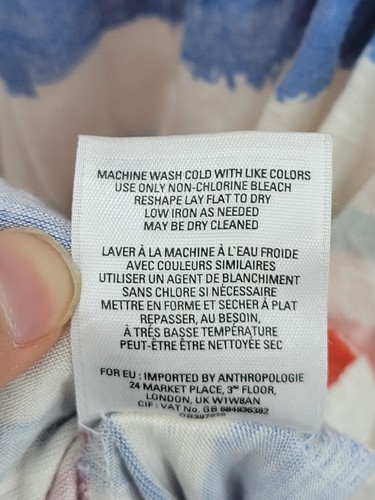 MACHINE WASH COLD WITH LIKE COLORS
USE ONLY NON-CHLORINE BLEACH
RESHAPE LAY FLAT TO DRY
LOW IRON AS NEEDED
MAY BE DRY CLEANED
LAVER À LA MACHINE À L'EAU FROIDE
AVEC COULEURS SIMILAIRES
UTILISER UN AGENT DE BLANCHIMENT
SANS CHLORE SI NÉCESSAIRE
METTRE EN FORME ET SECHER À PLAT
REPASSER, AU BESOIN,
À TRÈS BASSE TEMPÉRATURE
PEUT-ÊTRE ÊTRE NETTOYÉE SEC
FOR EU : IMPORTED BY ANTHROPOLOGIE
24 MARKET PLACE, 3RD FLOOR,
LONDON, UK W1W8AN
CIF : VAT No. GB 684836382